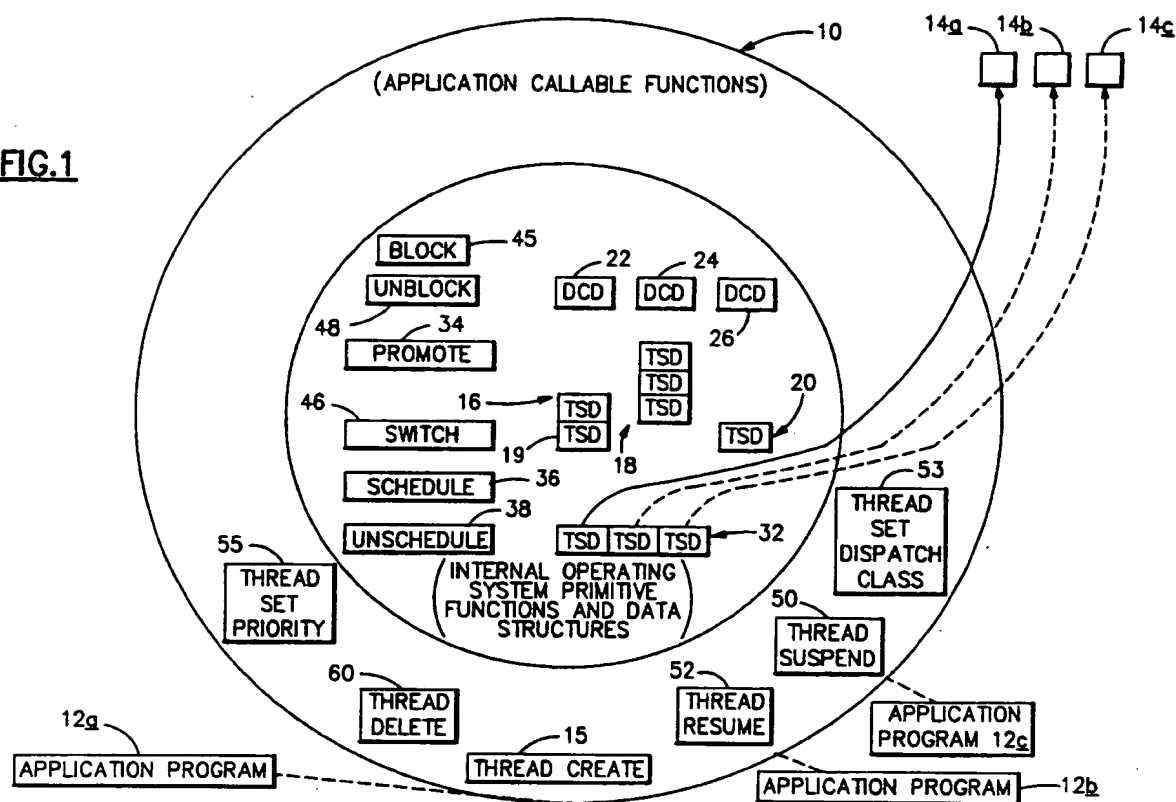 10
14a 14b 14c
(APPLICATION CALLABLE FUNCTIONS)
FIG.1
BLOCK 45
22 24
UNBLOCK DCD DCD DCD
48 34 26
PROMOTE TSD
TSD
46 16 TSD TSD 20
SWITCH 19 TSD 18 TSD
SCHEDULE 36 53
38 THREAD
SET
DISPATCH
CLASS
UNSCHEDULE TSD TSD TSD 32
55
THREAD
SET
PRIORITY
(INTERNAL OPERATING
SYSTEM PRIMITIVE
FUNCTIONS AND DATA
STRUCTURES)
50
THREAD
SUSPEND
60
THREAD
DELETE
52
THREAD
RESUME
12a
APPLICATION PROGRAM
15
THREAD CREATE
APPLICATION
PROGRAM 12c
APPLICATION PROGRAM 12b